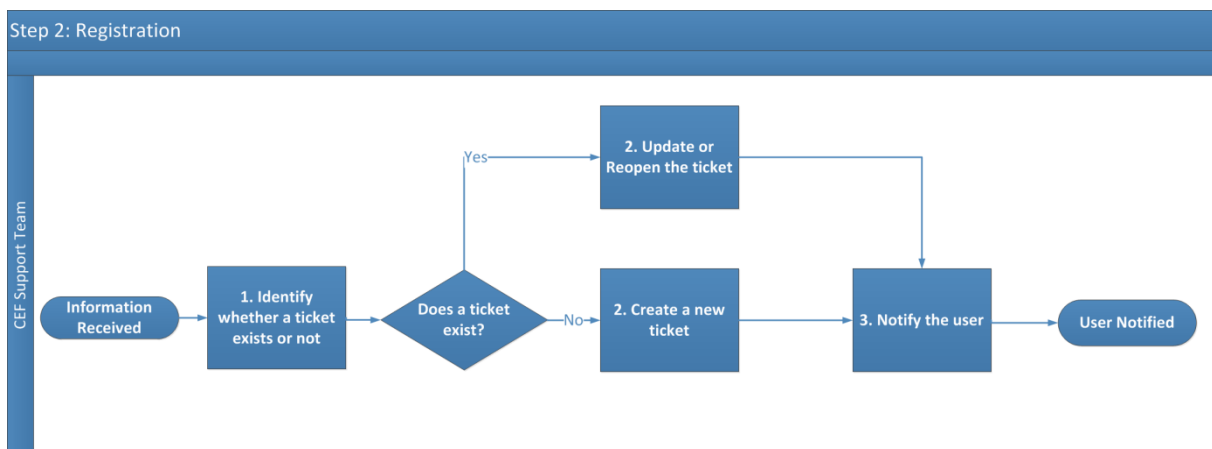 Step 2: Registration
CEF Support Team
Information
Received
1. Identify
whether a ticket
exists or not
Does a ticket
exist?
Yes
2. Update or
Reopen the ticket
No
2. Create a new
ticket
3. Notify the user
User Notified